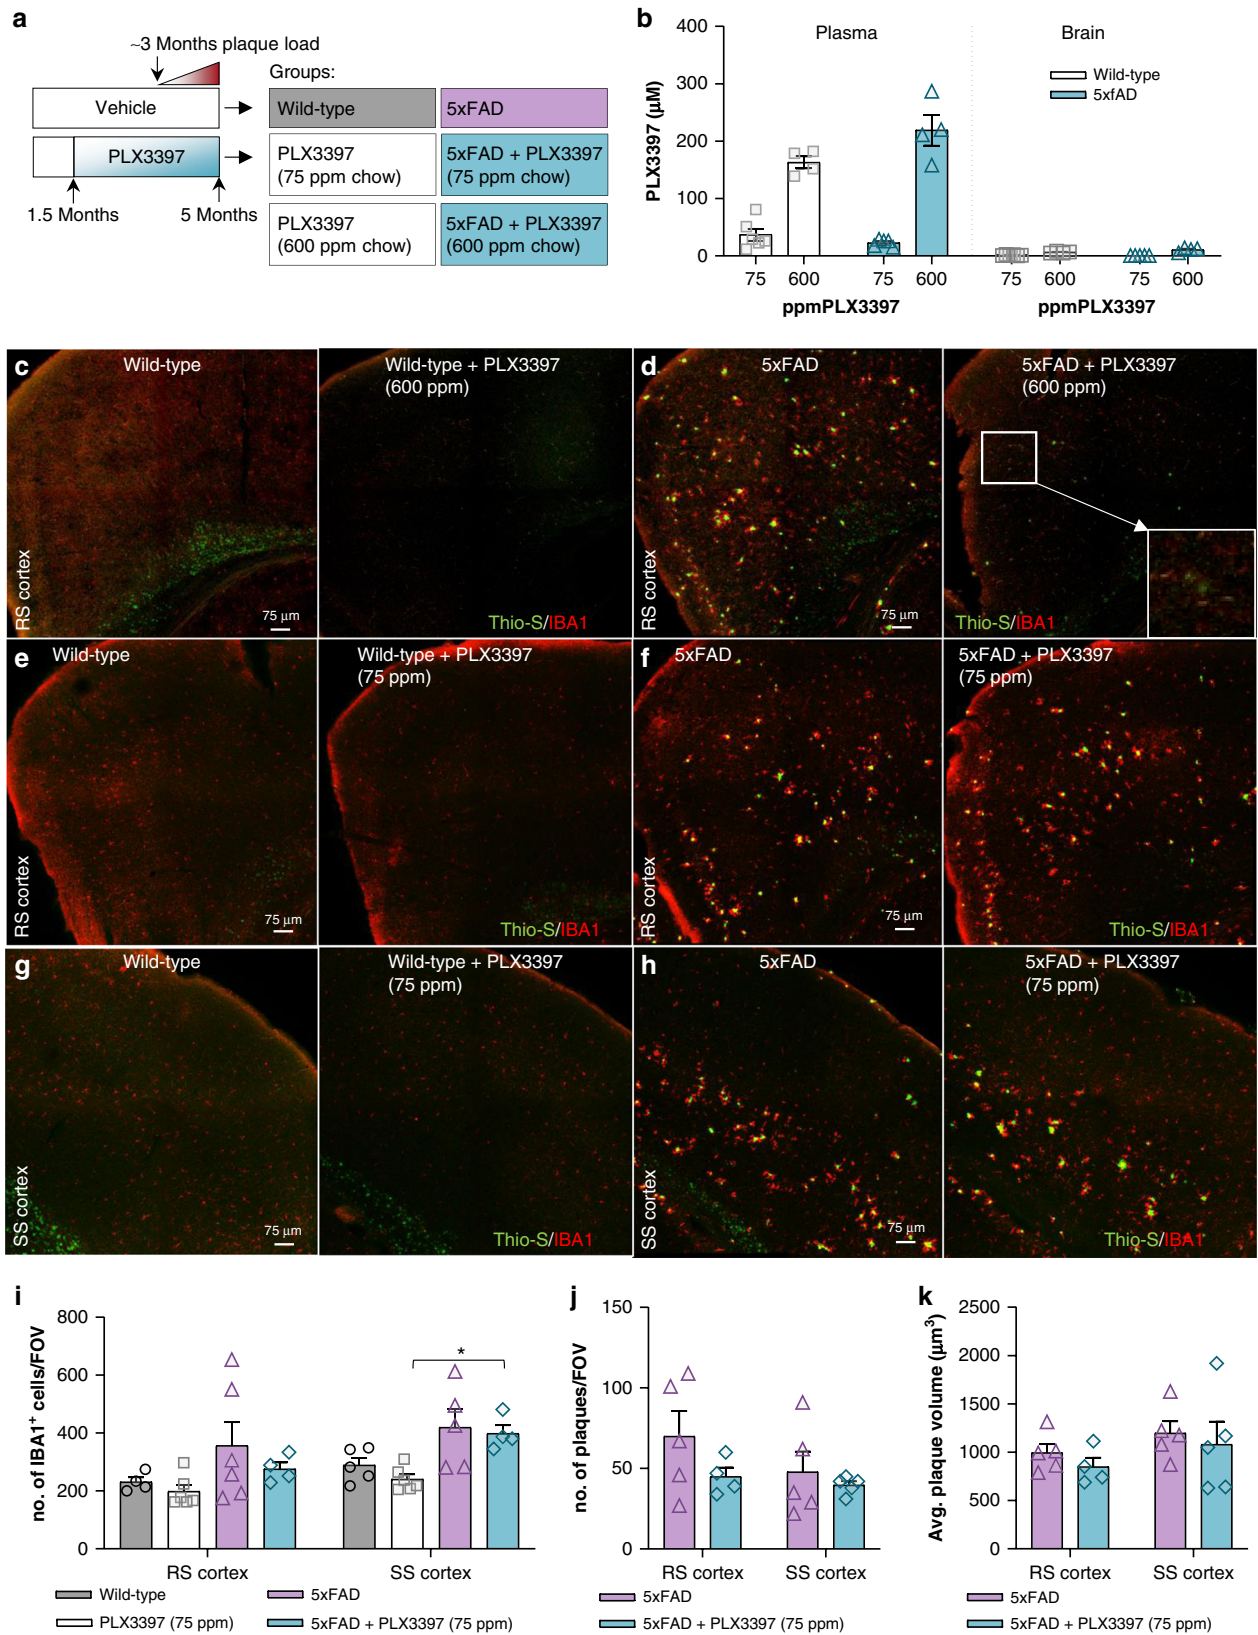 a
~3 Months plaque load
Groups:
Vehicle
Wild-type
5xFAD
PLX3397
PLX3397
(75 ppm chow)
5xFAD + PLX3397
(75 ppm chow)
1.5 Months
5 Months
PLX3397
(600 ppm chow)
5xFAD + PLX3397
(600 ppm chow)
b
Plasma
Brain
Wild-type
5xfAD
PLX3397 (μM)
400
300
200
100
0
75
600
75
600
75
600
75
600
ppmPLX3397
ppmPLX3397
c
Wild-type
RS cortex
75 μm
Wild-type + PLX3397
(600 ppm)
Thio-S/IBA1
d
5xFAD
RS cortex
75 μm
5xFAD + PLX3397
(600 ppm)
Thio-S/IBA1
e
Wild-type
RS cortex
75 μm
Wild-type + PLX3397
(75 ppm)
Thio-S/IBA1
f
5xFAD
RS cortex
75 μm
5xFAD + PLX3397
(75 ppm)
Thio-S/IBA1
g
Wild-type
SS cortex
75 μm
Wild-type + PLX3397
(75 ppm)
Thio-S/IBA1
h
5xFAD
SS cortex
75 μm
5xFAD + PLX3397
(75 ppm)
Thio-S/IBA1
i
no. of IBA1+ cells/FOV
800
600
400
200
0
*
RS cortex
SS cortex
Wild-type
5xFAD
PLX3397 (75 ppm)
5xFAD + PLX3397 (75 ppm)
j
no. of plaques/FOV
150
100
50
0
RS cortex
SS cortex
5xFAD
5xFAD + PLX3397 (75 ppm)
k
Avg. plaque volume (μm3)
2500
2000
1500
1000
500
0
RS cortex
SS cortex
5xFAD
5xFAD + PLX3397 (75 ppm)